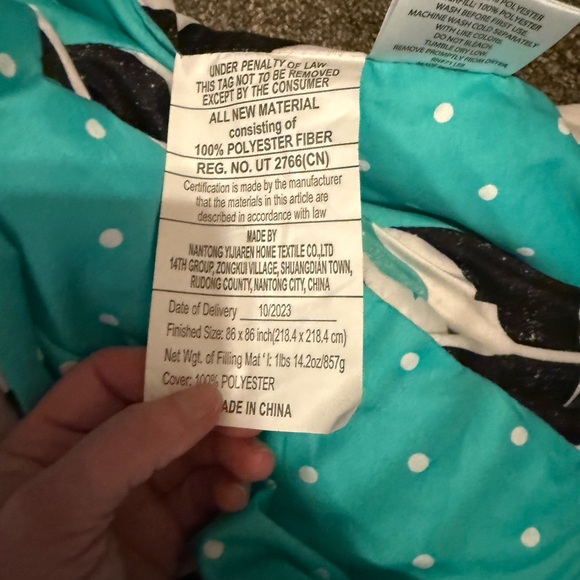 UNDER PENALTY OF LAW
THIS TAG NOT TO BE REMOVED
EXCEPT BY THE CONSUMER
ALL NEW MATERIAL
consisting of
100% POLYESTER FIBER
REG. NO. UT 2766(CN)
Certification is made by the manufacturer
that the materials in this article are
described in accordance with law
MADE BY
NANTONG YIJIAREN HOME TEXTILE CO.,LTD
14TH GROUP, ZONGKUI VILLAGE, SHUANGDIAN TOWN,
RUDONG COUNTY, NANTONG CITY, CHINA
Date of Delivery 10/2023
Finished Size: 86 x 86 inch(218.4 x 218.4 cm)
Net Wgt. of Filling Mat'l: 1lbs 14.2oz/857g
Cover: 100% POLYESTER
ADE IN CHINA
POLYESTER
FILL: 100% POLYESTER
WASH BEFORE FIRST USE
MACHINE WASH COLD SEPARATELY
WITH LIKE COLORS
DO NOT BLEACH
TUMBLE DRY LOW
REMOVE PROMPTLY FROM DRYER